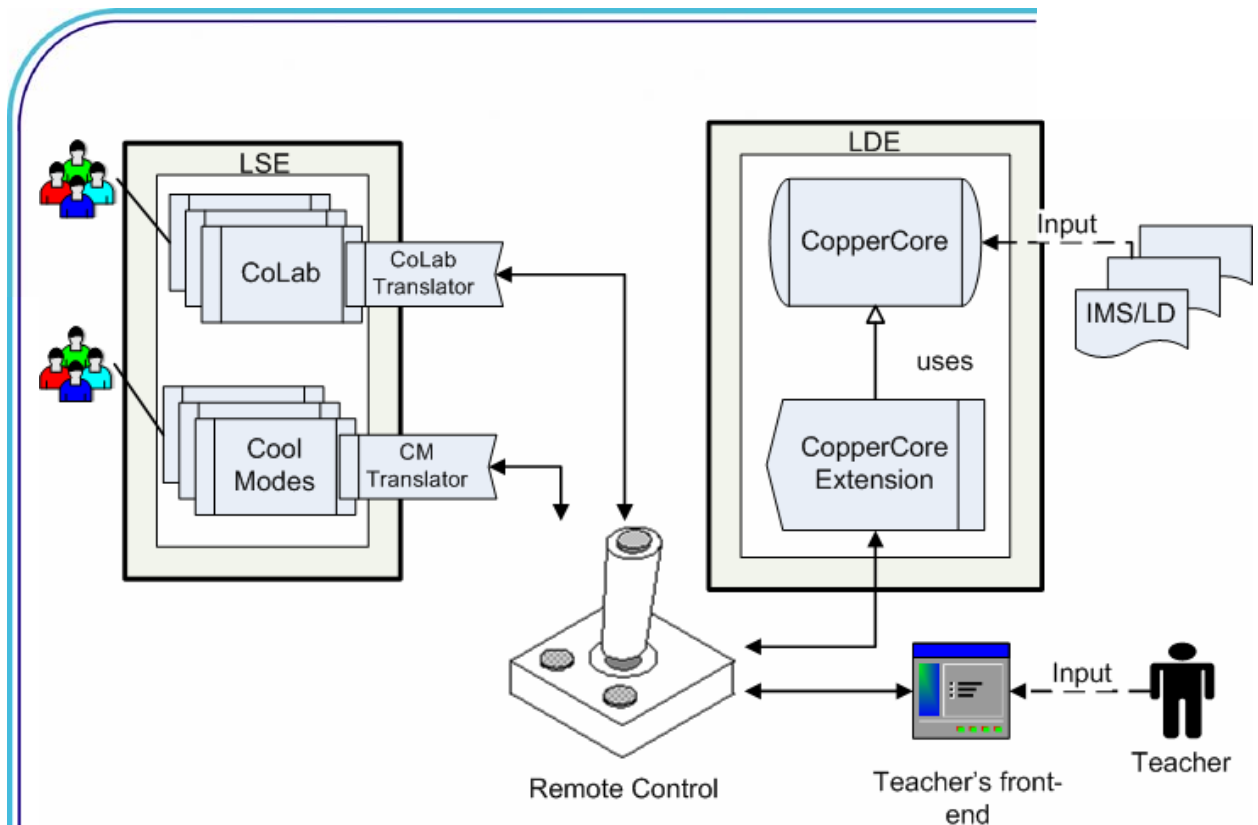 LSE
CoLab
CoLab
Translator
Cool
Modes
CM
Translator
LDE
CopperCore
Input
IMS/LD
uses
CopperCore
Extension
Remote Control
Input
Teacher
Teacher's front-
end